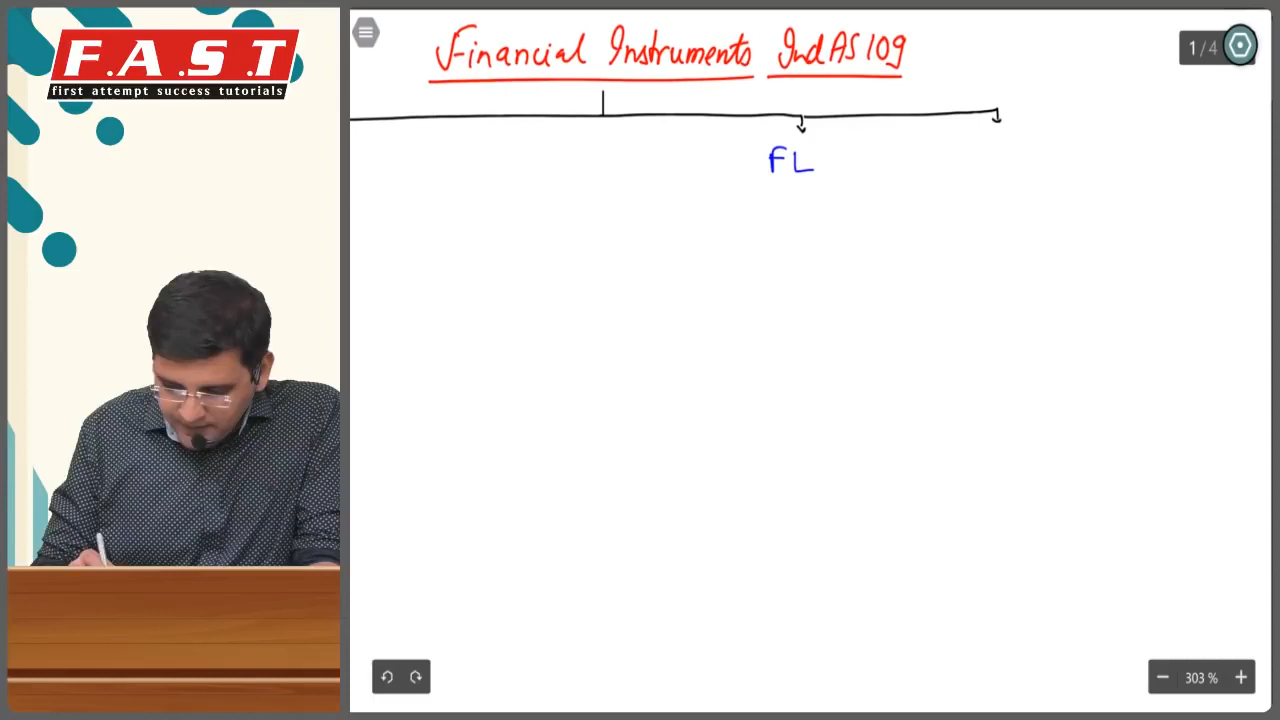 F.A.S.T
first attempt success tutorials
Financial Instruments Ind AS 109
1/4
FL
303 %